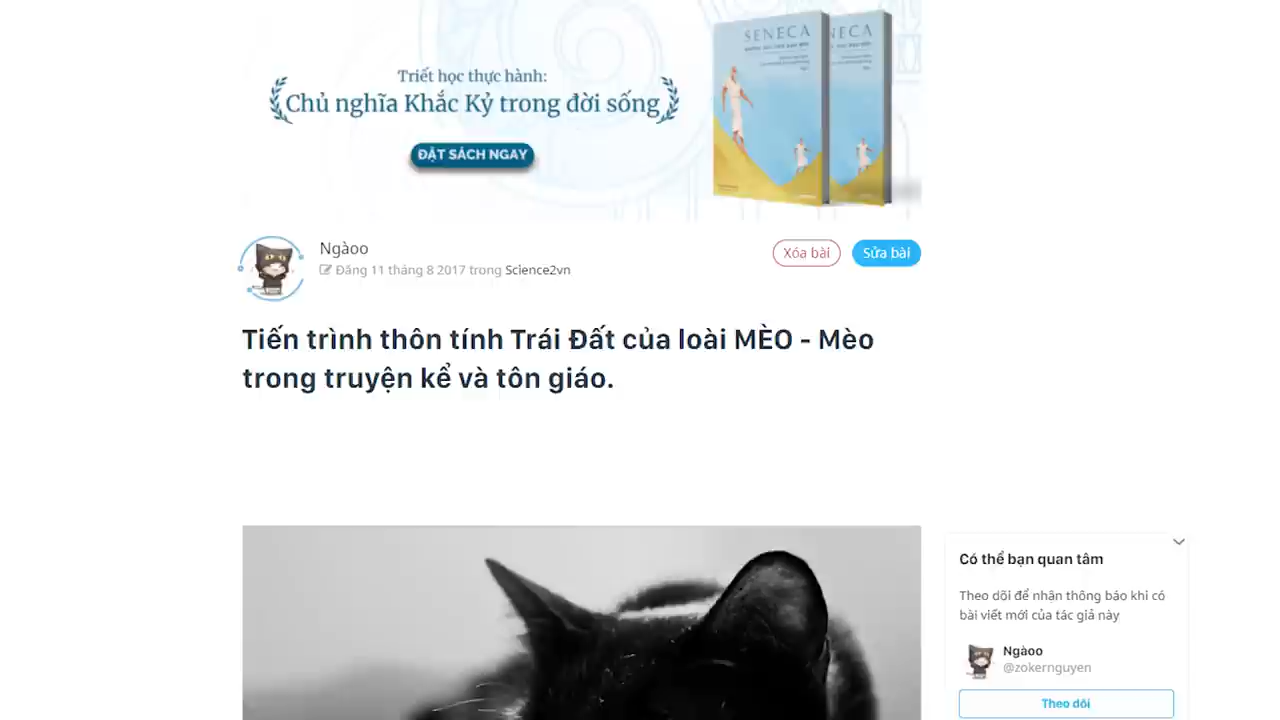 Triết học thực hành:
Chủ nghĩa Khắc Kỷ trong đời sống
ĐẶT SÁCH NGAY
SENECA
NECA
Ngàoo
Đăng 11 tháng 8 2017 trong Science2vn
Xóa bài
Sửa bài
Tiến trình thôn tính Trái Đất của loài MÈO - Mèo
trong truyện kể và tôn giáo.
Có thể bạn quan tâm
Theo dõi để nhận thông báo khi có
bài viết mới của tác giả này
Ngàoo
@zokernguyen
Theo dõi